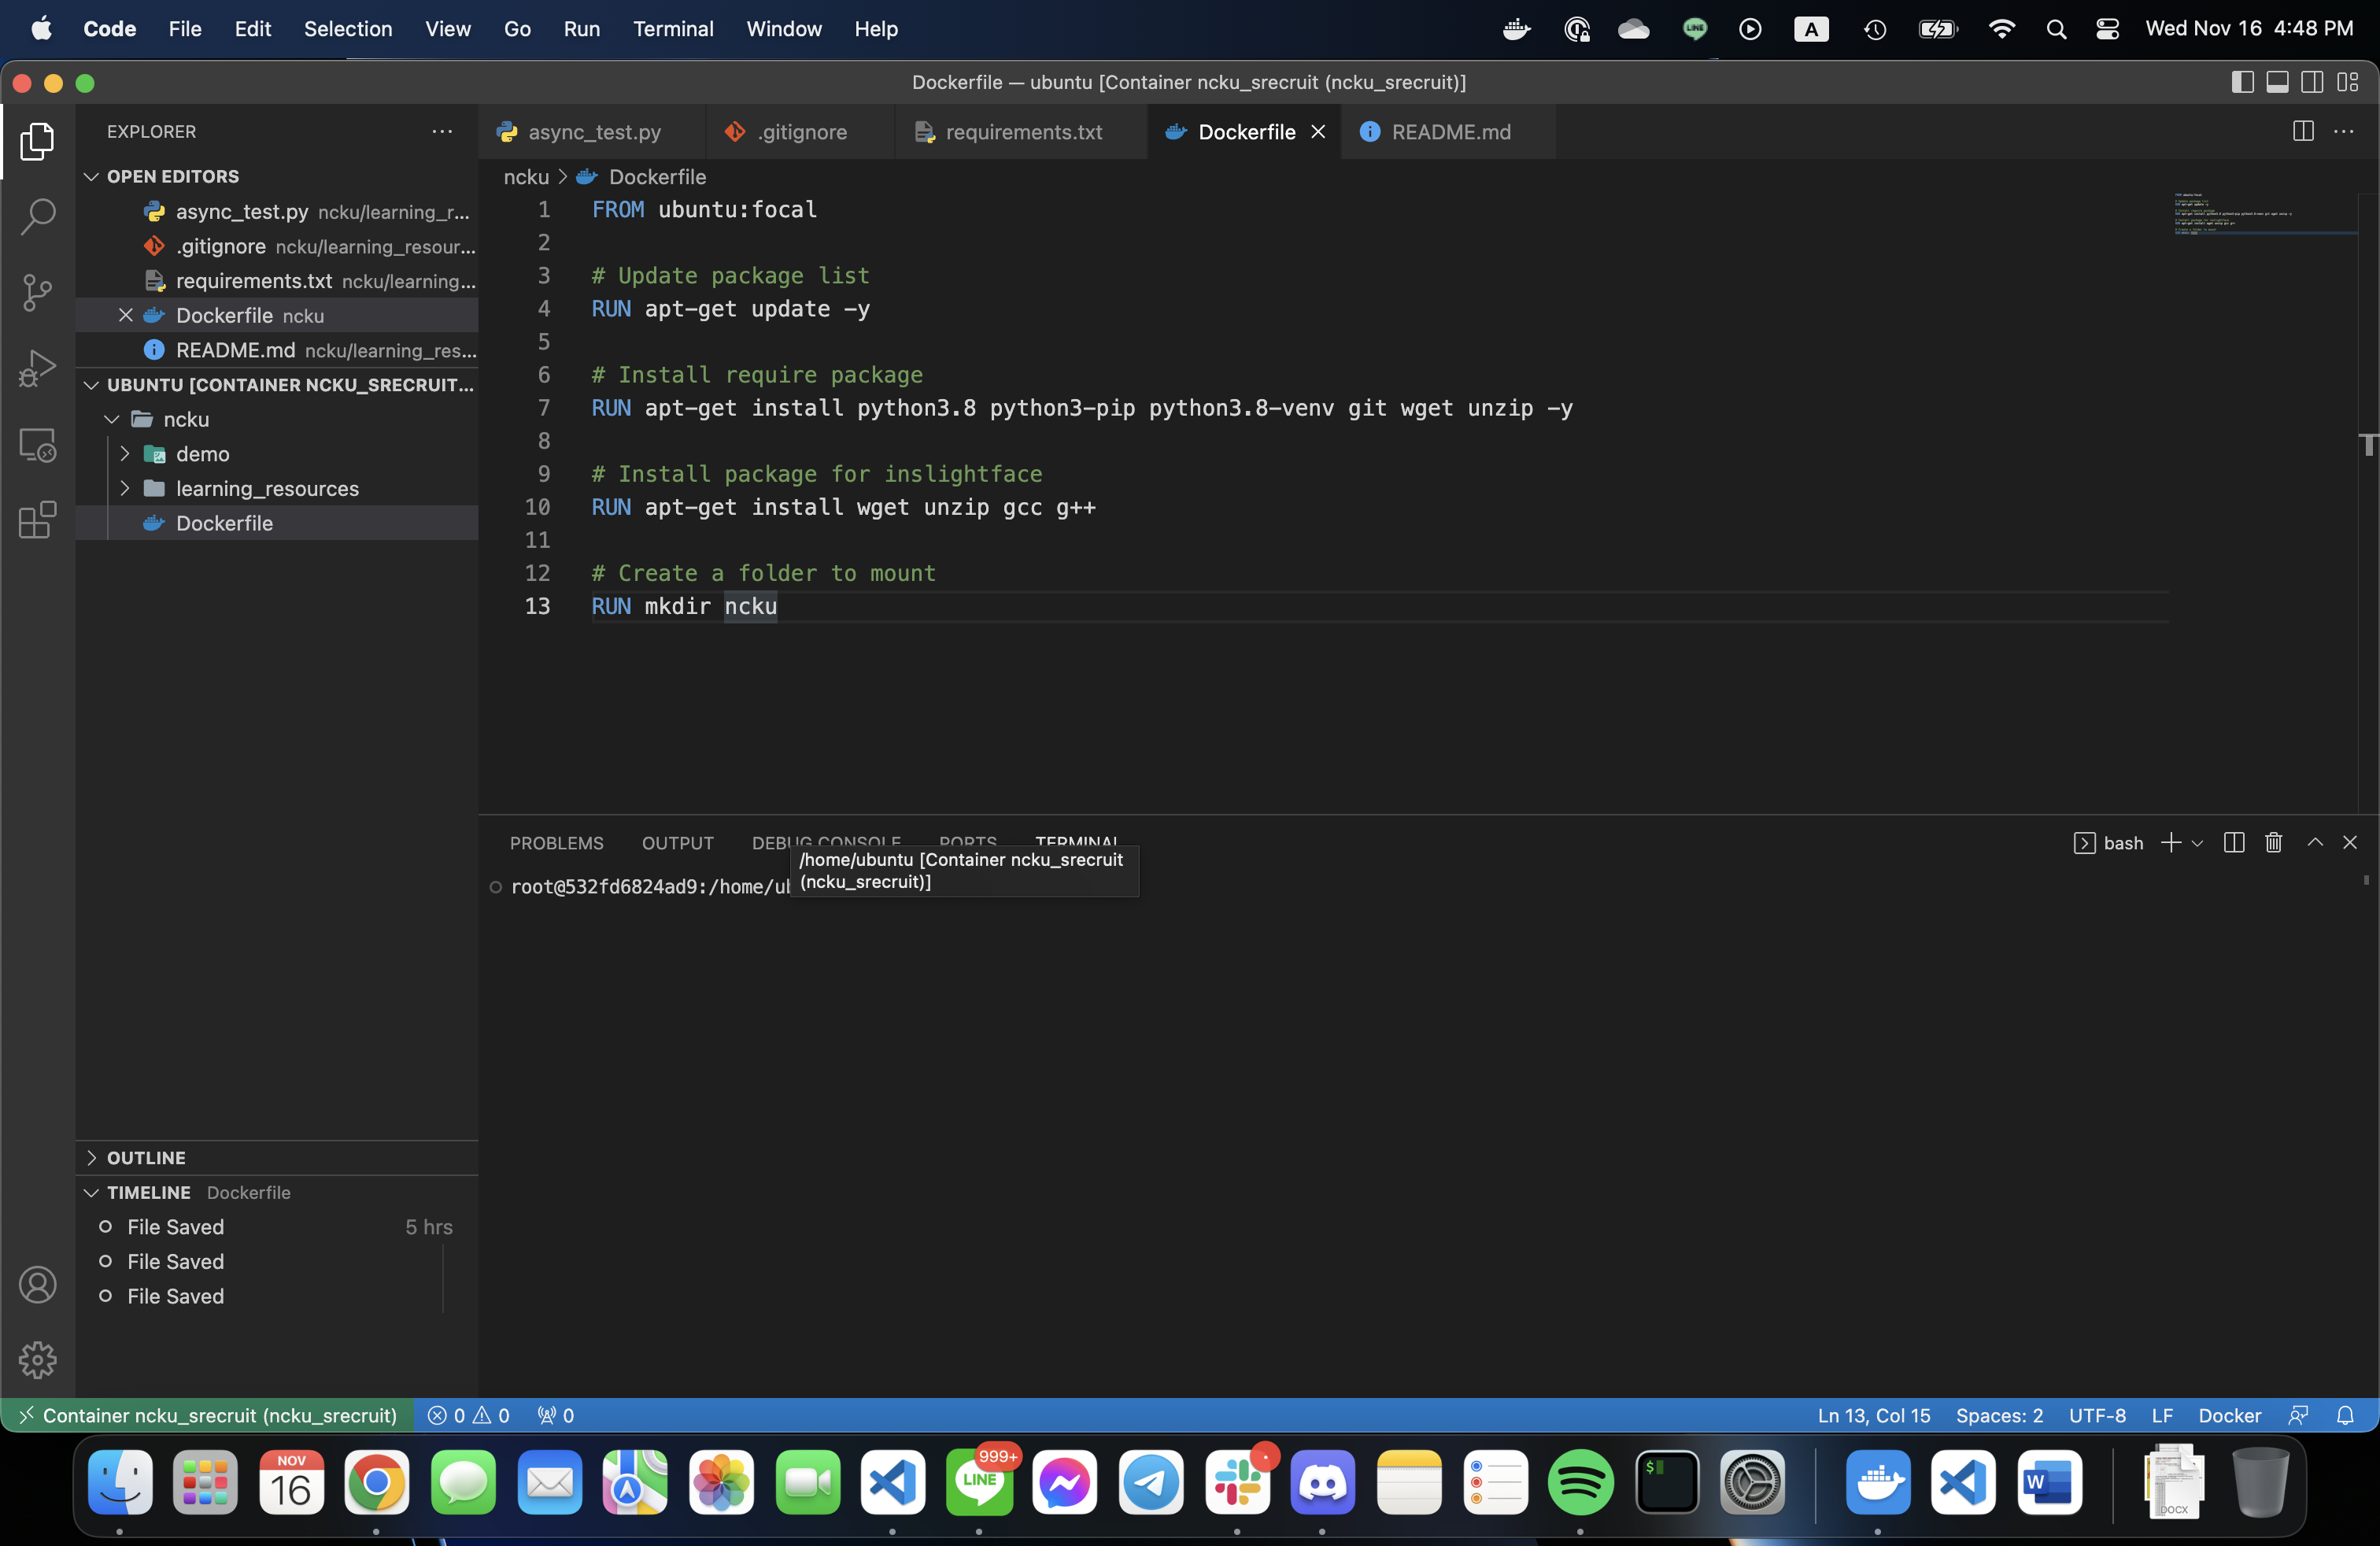 Code File Edit Selection View Go Run Terminal Window Help
A
Wed Nov 16 4:48 PM
Dockerfile — ubuntu [Container ncku_srecruit (ncku_srecruit)]
EXPLORER
OPEN EDITORS
async_test.py ncku/learning_r...
.gitignore ncku/learning_resour...
requirements.txt ncku/learning...
Dockerfile ncku
README.md ncku/learning_res...
UBUNTU [CONTAINER NCKU_SRECRUIT...
ncku
demo
learning_resources
Dockerfile
OUTLINE
TIMELINE Dockerfile
File Saved 5 hrs
File Saved
File Saved
async_test.py .gitignore requirements.txt Dockerfile README.md
ncku > Dockerfile
1 FROM ubuntu:focal
2
3 # Update package list
4 RUN apt-get update -y
5
6 # Install require package
7 RUN apt-get install python3.8 python3-pip python3.8-venv git wget unzip -y
8
9 # Install package for inslightface
10 RUN apt-get install wget unzip gcc g++
11
12 # Create a folder to mount
13 RUN mkdir ncku
PROBLEMS OUTPUT DEBUG CONSOLE PORTS TERMINAL
bash
/home/ubuntu [Container ncku_srecruit
(ncku_srecruit)]
root@532fd6824ad9:/home/ub
Container ncku_srecruit (ncku_srecruit) 0 0 0
Ln 13, Col 15 Spaces: 2 UTF-8 LF Docker
NOV
16
LINE
999+
$
W
DOCX